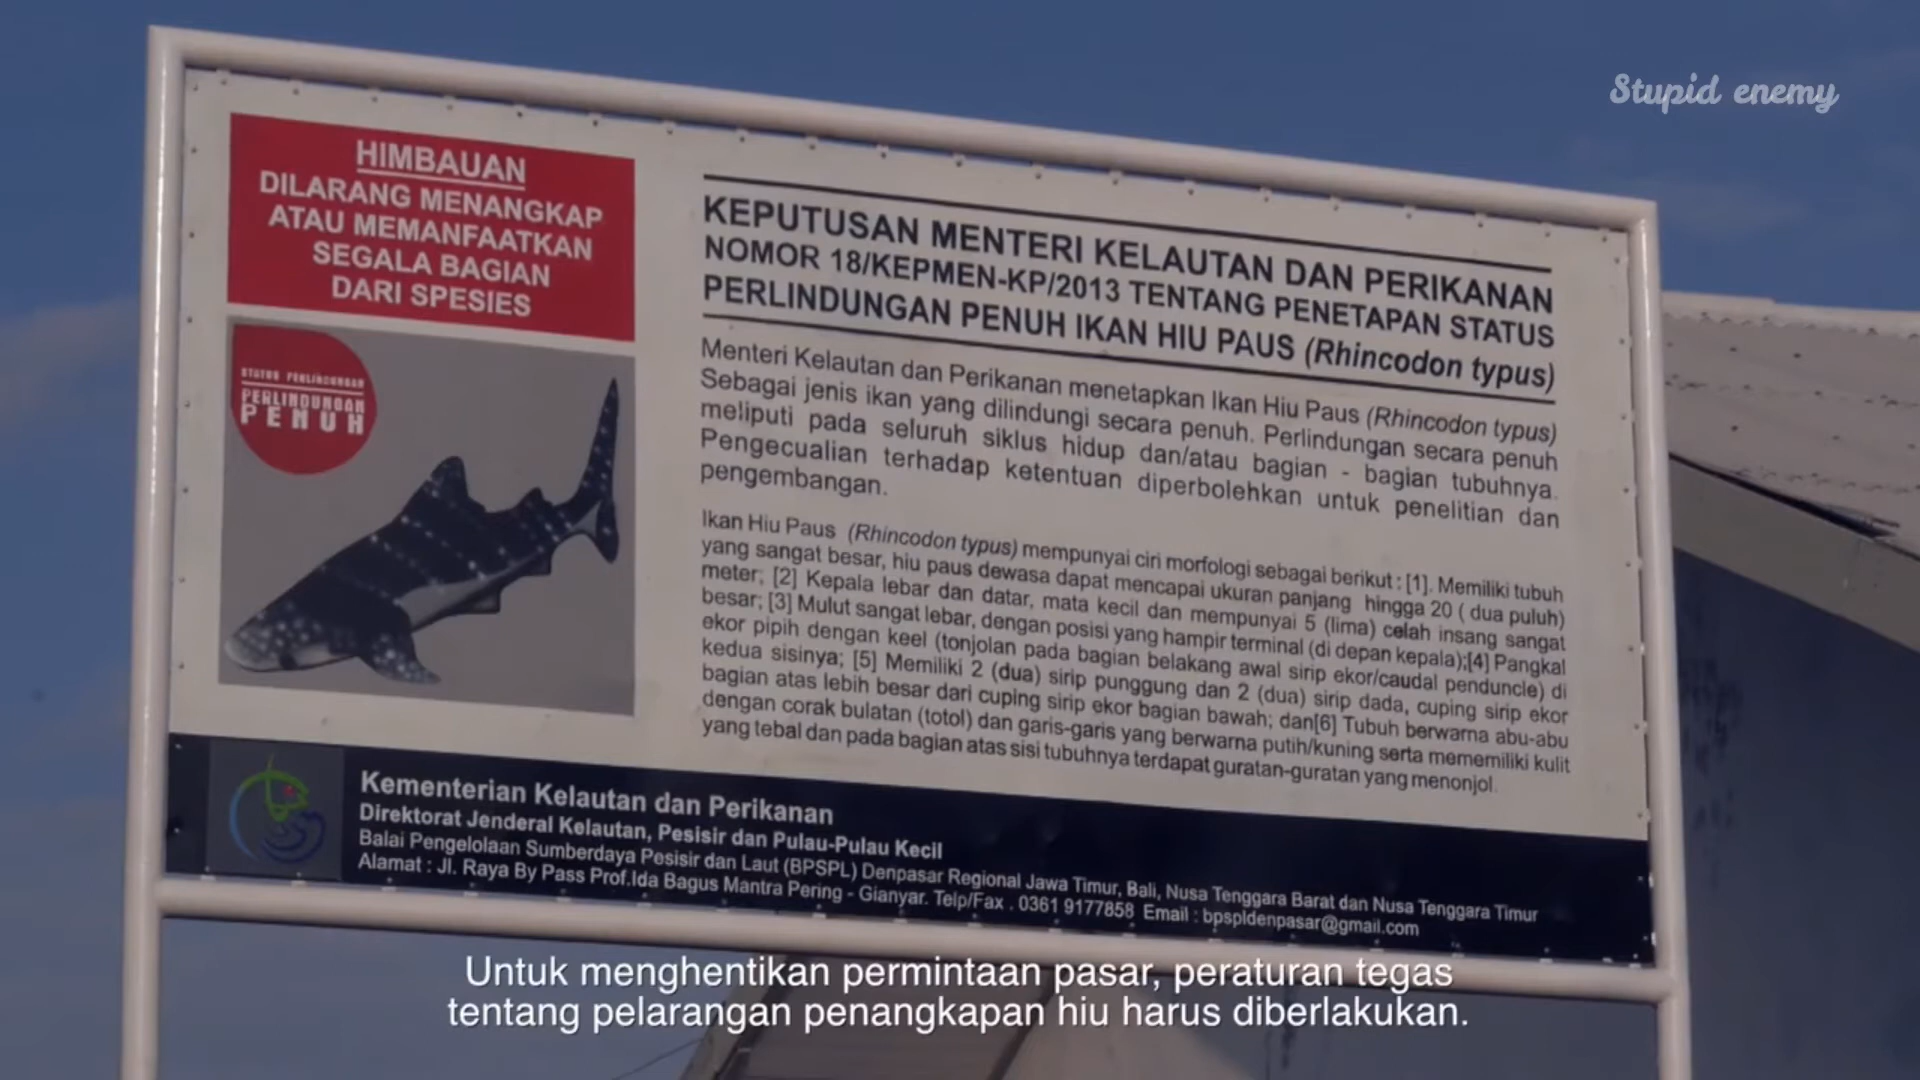 Stupid enemy
HIMBAUAN
DILARANG MENANGKAP
ATAU MEMANFAATKAN
SEGALA BAGIAN
DARI SPESIES
STATUS PERLINDUNGAN
PERLINDUNGAN
PENUH
KEPUTUSAN MENTERI KELAUTAN DAN PERIKANAN
NOMOR 18/KEPMEN-KP/2013 TENTANG PENETAPAN STATUS
PERLINDUNGAN PENUH IKAN HIU PAUS (Rhincodon typus)
Menteri Kelautan dan Perikanan menetapkan Ikan Hiu Paus (Rhincodon typus)
Sebagai jenis ikan yang dilindungi secara penuh. Perlindungan secara penuh
meliputi pada seluruh siklus hidup dan/atau bagian - bagian tubuhnya.
Pengecualian terhadap ketentuan diperbolehkan untuk penelitian dan
pengembangan.
Ikan Hiu Paus (Rhincodon typus) mempunyai ciri morfologi sebagai berikut : [1]. Memiliki tubuh
yang sangat besar, hiu paus dewasa dapat mencapai ukuran panjang hingga 20 ( dua puluh)
meter; [2] Kepala lebar dan datar, mata kecil dan mempunyai 5 (lima) celah insang sangat
besar; [3] Mulut sangat lebar, dengan posisi yang hampir terminal (di depan kepala);[4] Pangkal
ekor pipih dengan keel (tonjolan pada bagian belakang awal sirip ekor/caudal penduncle) di
kedua sisinya; [5] Memiliki 2 (dua) sirip punggung dan 2 (dua) sirip dada, cuping sirip ekor
bagian atas lebih besar dari cuping sirip ekor bagian bawah; dan[6] Tubuh berwarna abu-abu
dengan corak bulatan (totol) dan garis-garis yang berwarna putih/kuning serta mememiliki kulit
yang tebal dan pada bagian atas sisi tubuhnya terdapat guratan-guratan yang menonjol.
Kementerian Kelautan dan Perikanan
Direktorat Jenderal Kelautan, Pesisir dan Pulau-Pulau Kecil
Balai Pengelolaan Sumberdaya Pesisir dan Laut (BPSPL) Denpasar Regional Jawa Timur, Bali, Nusa Tenggara Barat dan Nusa Tenggara Timur
Alamat : Jl. Raya By Pass Prof.Ida Bagus Mantra Pering - Gianyar. Telp/Fax . 0361 9177858 Email : bpspldenpasar@gmail.com
Untuk menghentikan permintaan pasar, peraturan tegas
tentang pelarangan penangkapan hiu harus diberlakukan.